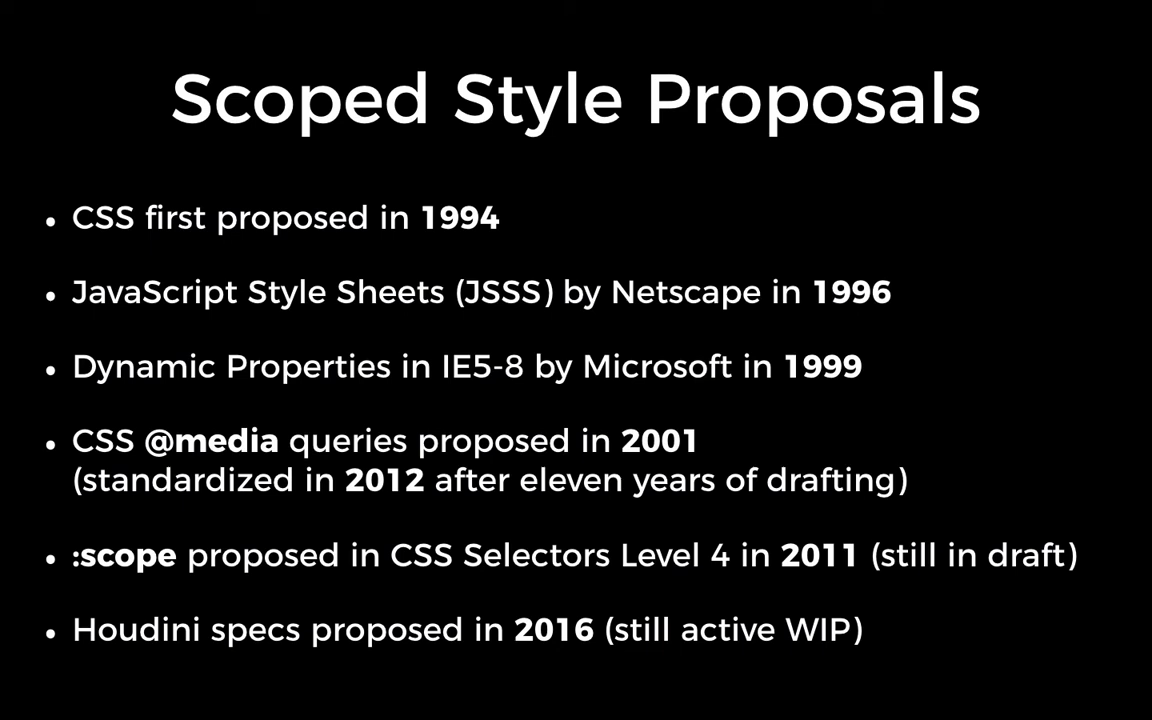 Scoped Style Proposals
• CSS first proposed in 1994
• JavaScript Style Sheets (JSSS) by Netscape in 1996
• Dynamic Properties in IE5-8 by Microsoft in 1999
• CSS @media queries proposed in 2001
(standardized in 2012 after eleven years of drafting)
• :scope proposed in CSS Selectors Level 4 in 2011 (still in draft)
• Houdini specs proposed in 2016 (still active WIP)